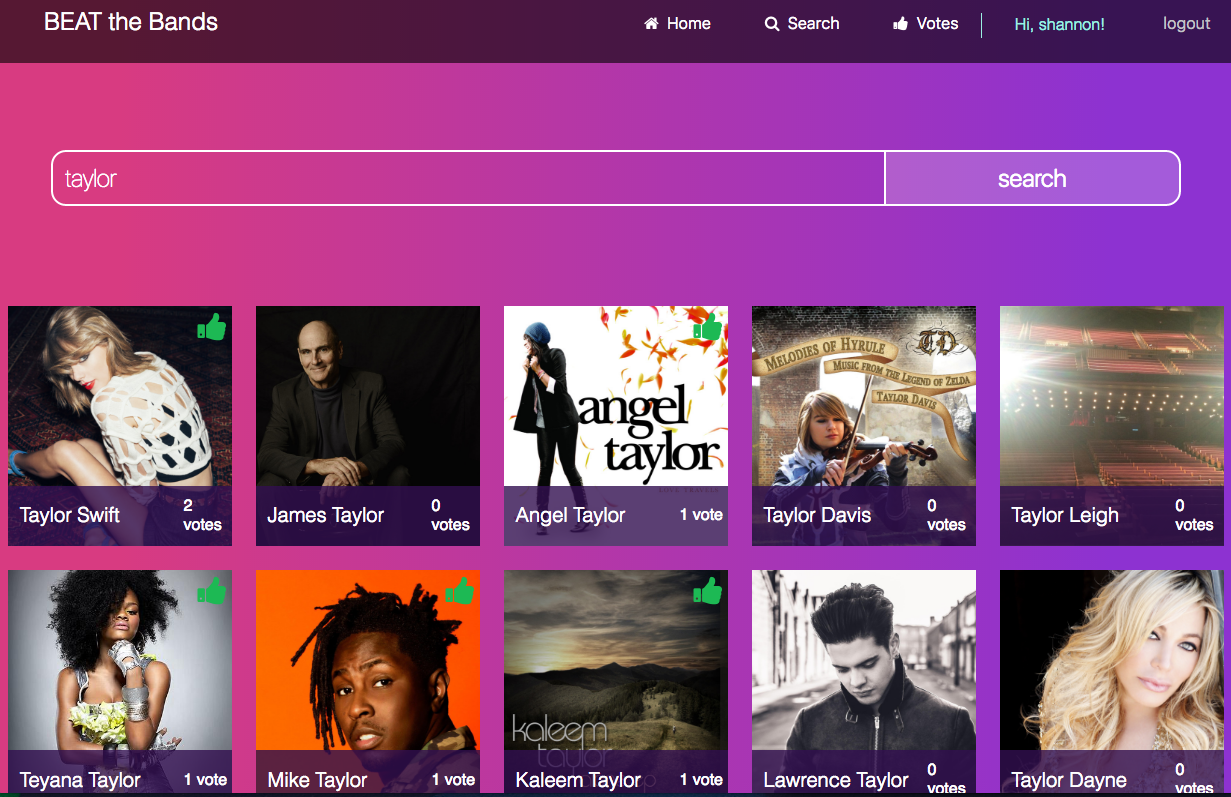 BEAT the Bands
Home
Search
Votes
Hi, shannon!
logout
taylor
search
angel
taylor
MELODIES OF HYRULE
TD
MUSIC FROM THE LEGEND OF ZELDA
TAYLOR DAVIS
Taylor Swift
2
votes
James Taylor
0
votes
Angel Taylor
1 vote
Taylor Davis
0
votes
Taylor Leigh
0
votes
kaleem
taylor
Teyana Taylor
1 vote
Mike Taylor
1 vote
Kaleem Taylor
1 vote
Lawrence Taylor
0
votes
Taylor Dayne
0
votes